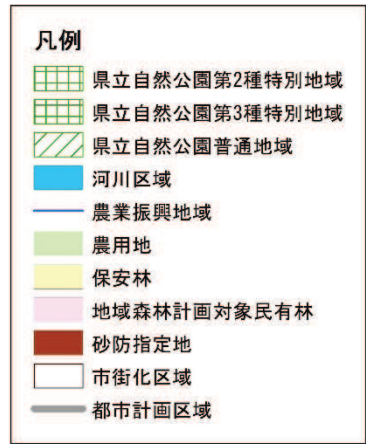 凡例
県立自然公園第2種特別地域
県立自然公園第3種特別地域
県立自然公園普通地域
河川区域
農業振興地域
農用地
保安林
地域森林計画対象民有林
砂防指定地
市街化区域
都市計画区域